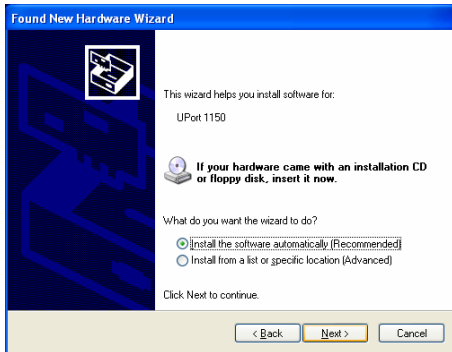 Found New Hardware Wizard
This wizard helps you install software for:
UPort 1150
If your hardware came with an installation CD
or floppy disk, insert it now.
What do you want the wizard to do?
Install the software automatically (Recommended)
Install from a list or specific location (Advanced)
Click Next to continue.
< Back Next > Cancel